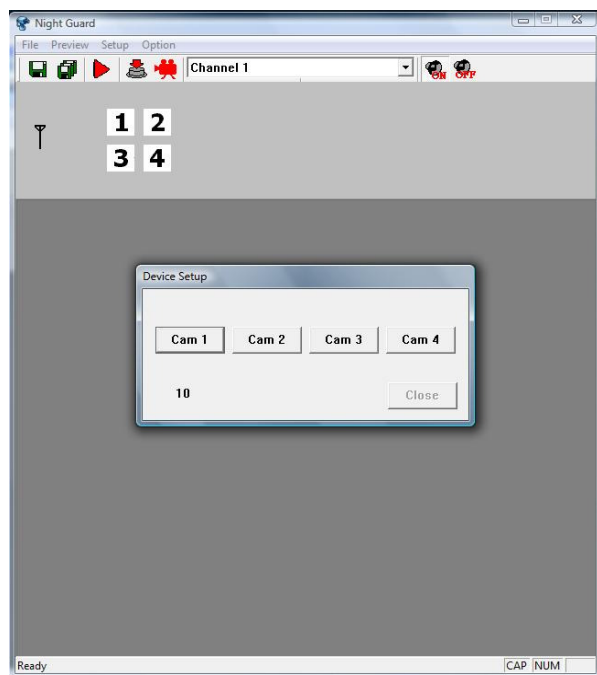 Night Guard
File Preview Setup Option
Channel 1
ON OFF
1 2
3 4
Device Setup
Cam 1 Cam 2 Cam 3 Cam 4
10 Close
Ready CAP NUM